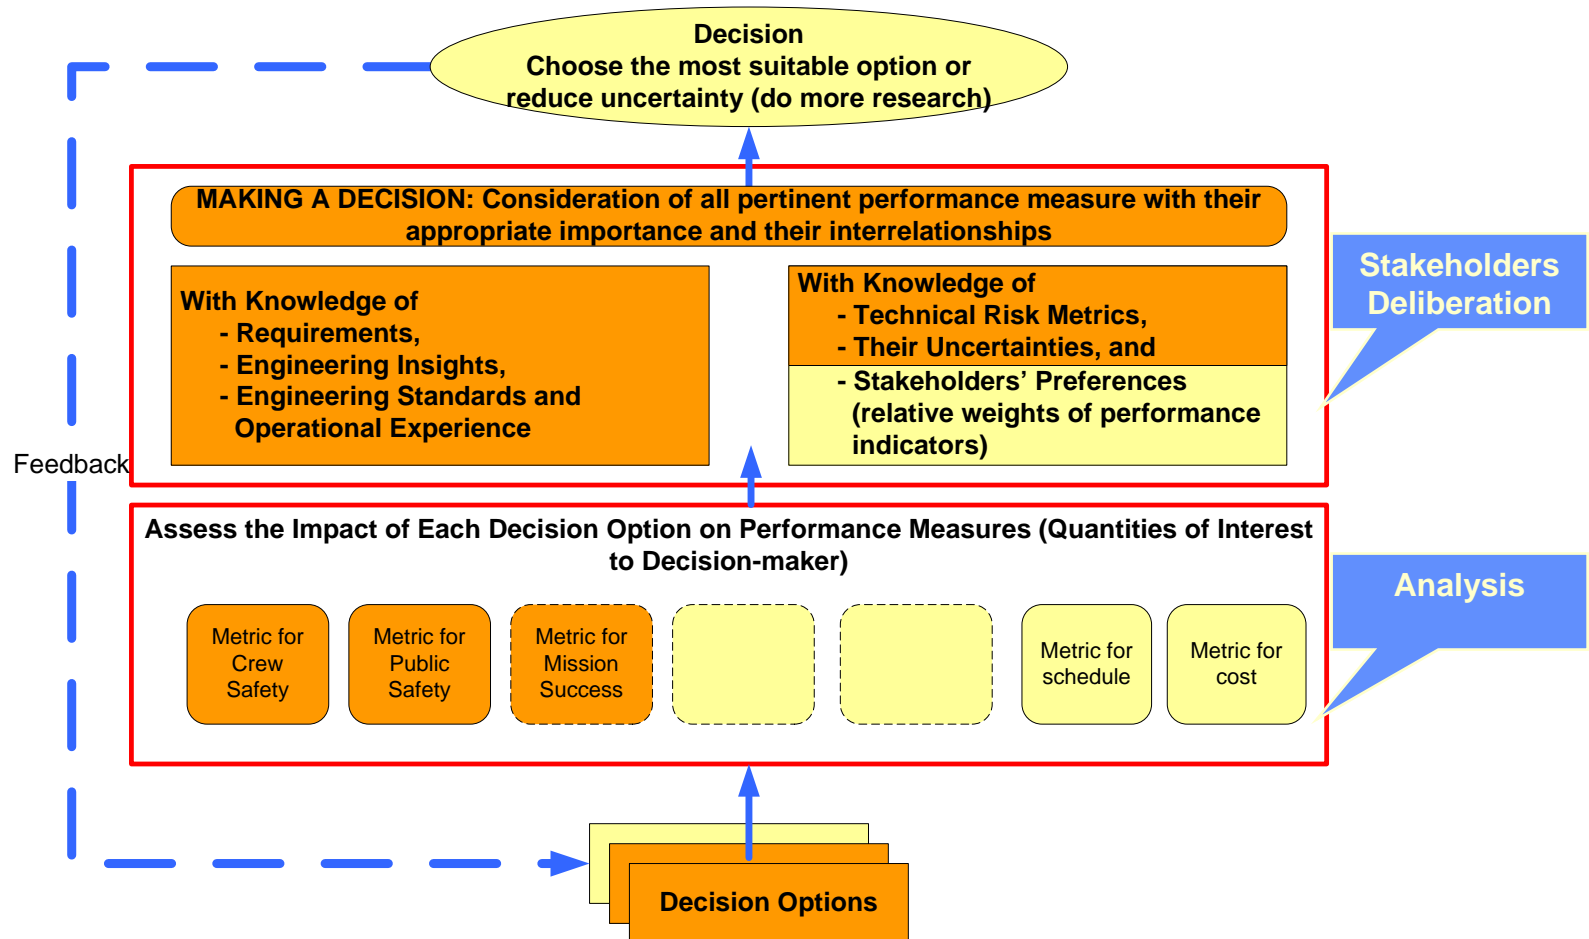 Decision
Choose the most suitable option or
reduce uncertainty (do more research)
MAKING A DECISION: Consideration of all pertinent performance measure with their
appropriate importance and their interrelationships
With Knowledge of
- Requirements,
- Engineering Insights,
- Engineering Standards and
Operational Experience
With Knowledge of
- Technical Risk Metrics,
- Their Uncertainties, and
- Stakeholders’ Preferences
(relative weights of performance
indicators)
Stakeholders
Deliberation
Feedback
Assess the Impact of Each Decision Option on Performance Measures (Quantities of Interest
to Decision-maker)
Metric for
Crew
Safety
Metric for
Public
Safety
Metric for
Mission
Success
Metric for
schedule
Metric for
cost
Analysis
Decision Options